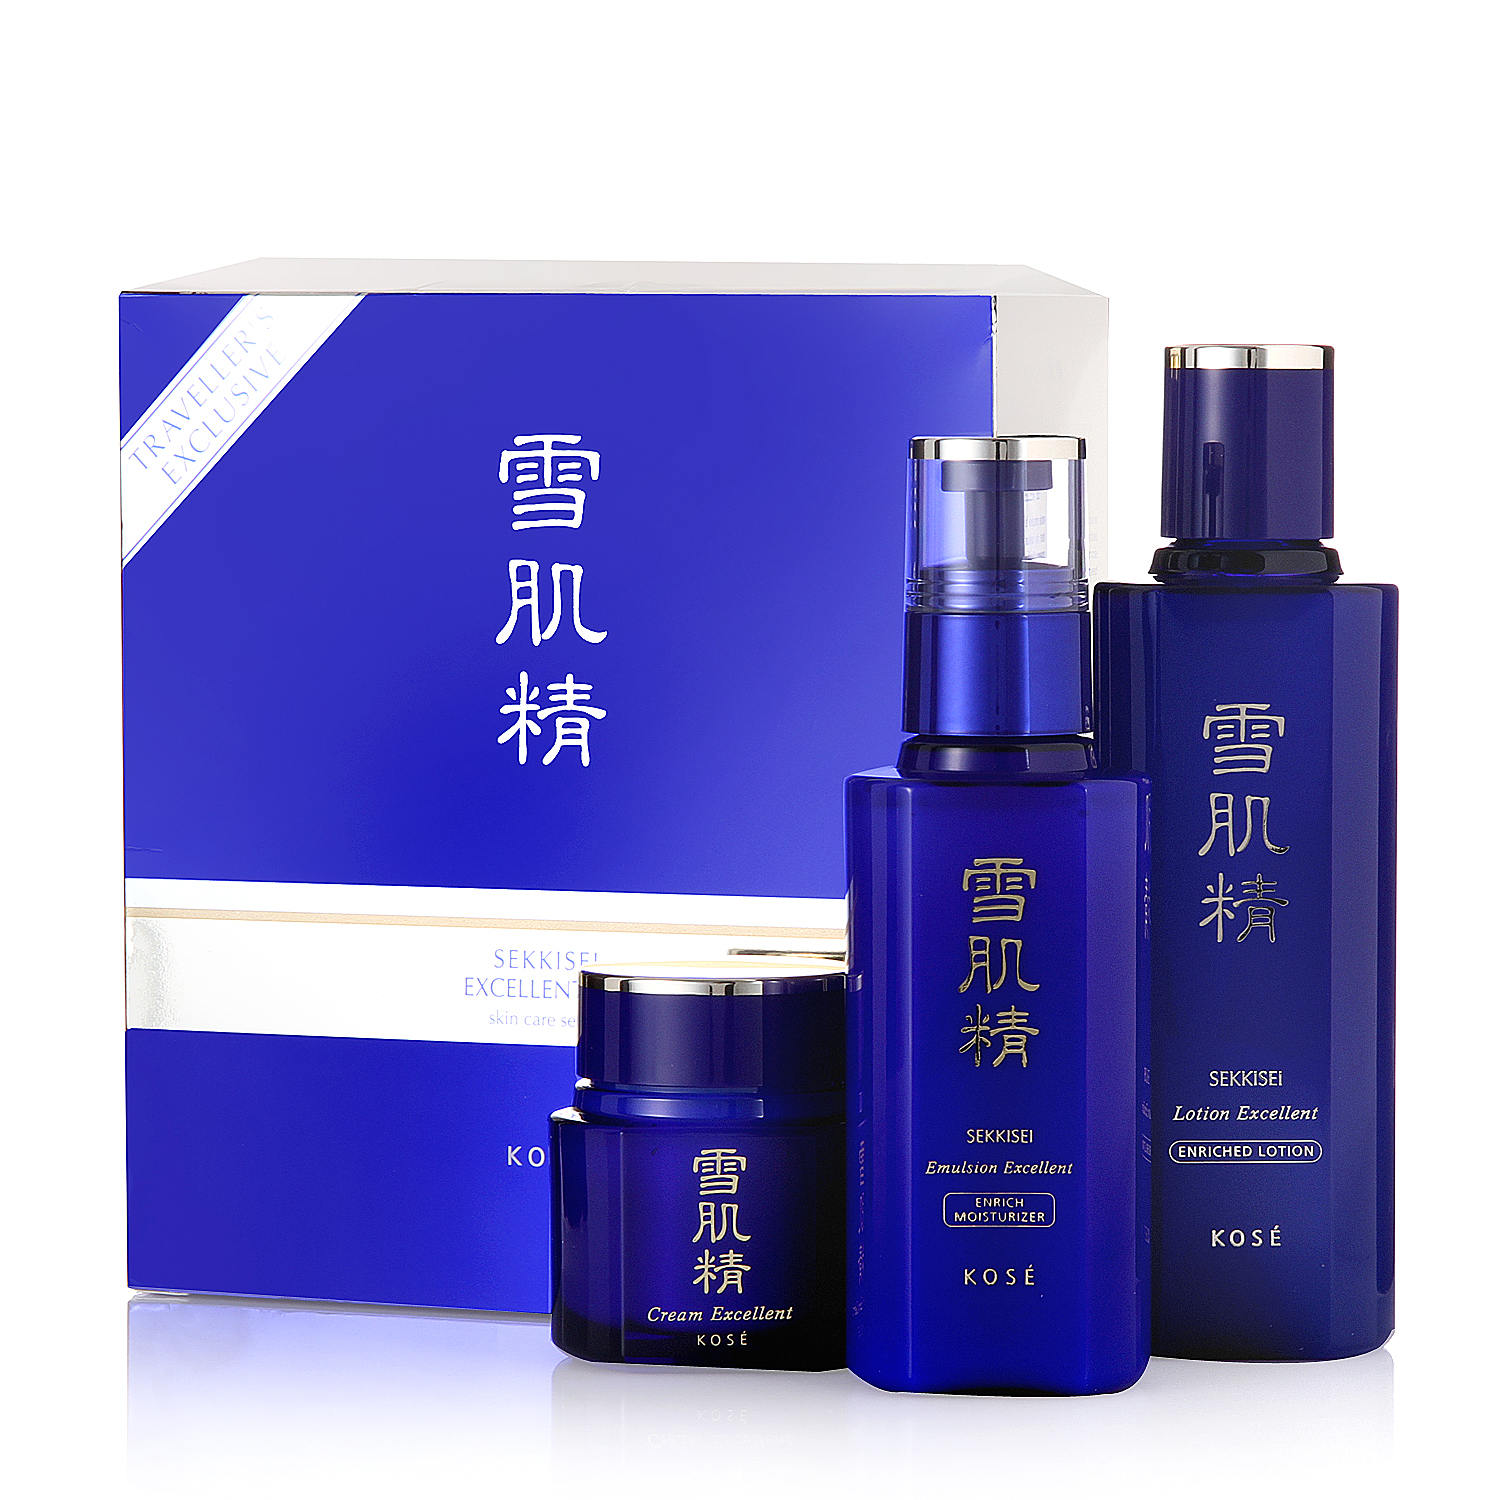 TRAVELLER'S
EXCLUSIVE
雪肌精
SEKKISEI
EXCELLENT
skin care se
KO
雪肌精
Cream Excellent
KOSÉ
雪肌精
SEKKISEI
Emulsion Excellent
ENRICH
MOISTURIZER
KOSÉ
雪肌精
SEKKISEI
Lotion Excellent
ENRICHED LOTION
KOSÉ